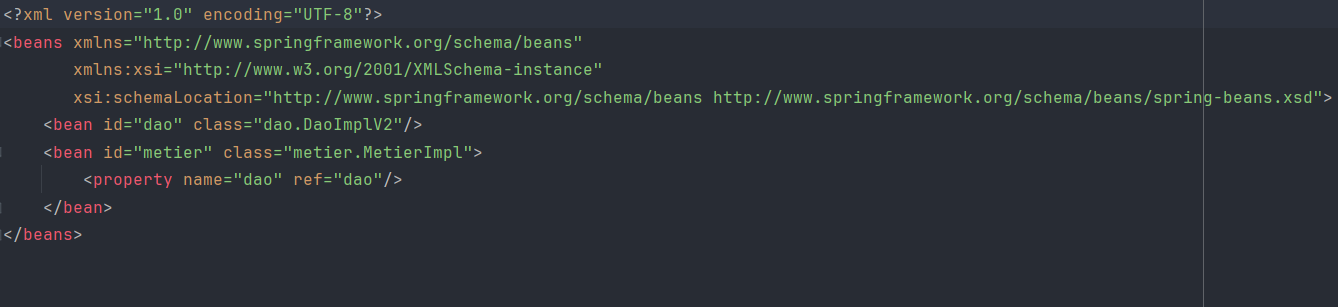 <?xml version="1.0" encoding="UTF-8"?>
<beans xmlns="http://www.springframework.org/schema/beans"
       xmlns:xsi="http://www.w3.org/2001/XMLSchema-instance"
       xsi:schemaLocation="http://www.springframework.org/schema/beans http://www.springframework.org/schema/beans/spring-beans.xsd">
    <bean id="dao" class="dao.DaoImplV2"/>
    <bean id="metier" class="metier.MetierImpl">
        <property name="dao" ref="dao"/>
    </bean>
</beans>